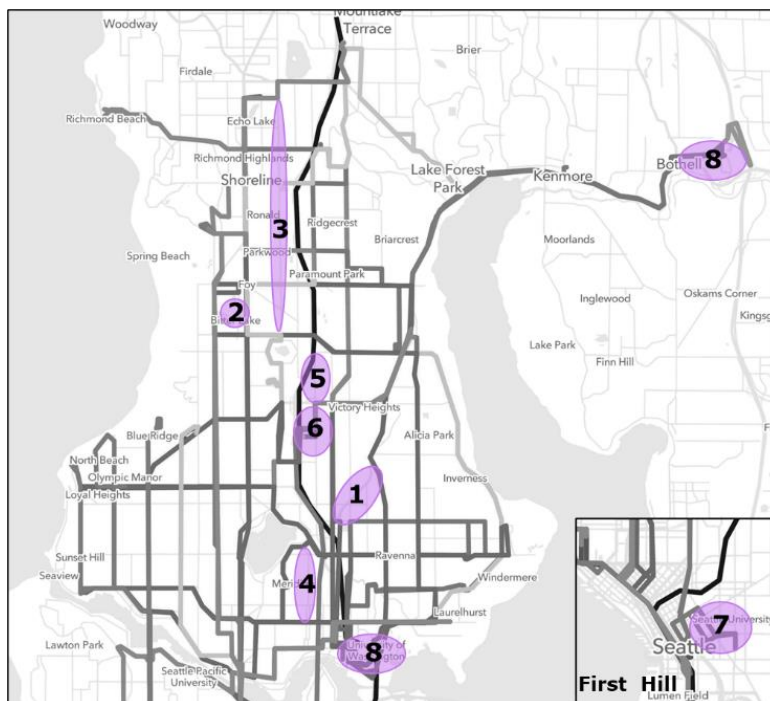 Woodway
Mountlake
Terrace
Brier
Firdale
Echo Lake
Richmond Beach
Richmond Highlands
8
Bothell
Shoreline
Lake Forest
Park
Kenmore
Ronald
3
Ridgecrest
Briarcrest
Moorlands
Parkwood
Spring Beach
Paramount Park
Foy
Inglewood
Oskams Corner
2
Bitter Lake
Kingsg
Lake Park
Finn Hill
5
Victory Heights
6
Blue Ridge
Alicia Park
North Beach
Olympic Manor
Loyal Heights
Inverness
1
Sunset Hill
Ravenna
Seaview
4
Windermere
Laurelhurst
Lawton Park
University of
Washington
8
Seattle Pacific
University
Seattle University
7
Seattle
First Hill
Lumen Field